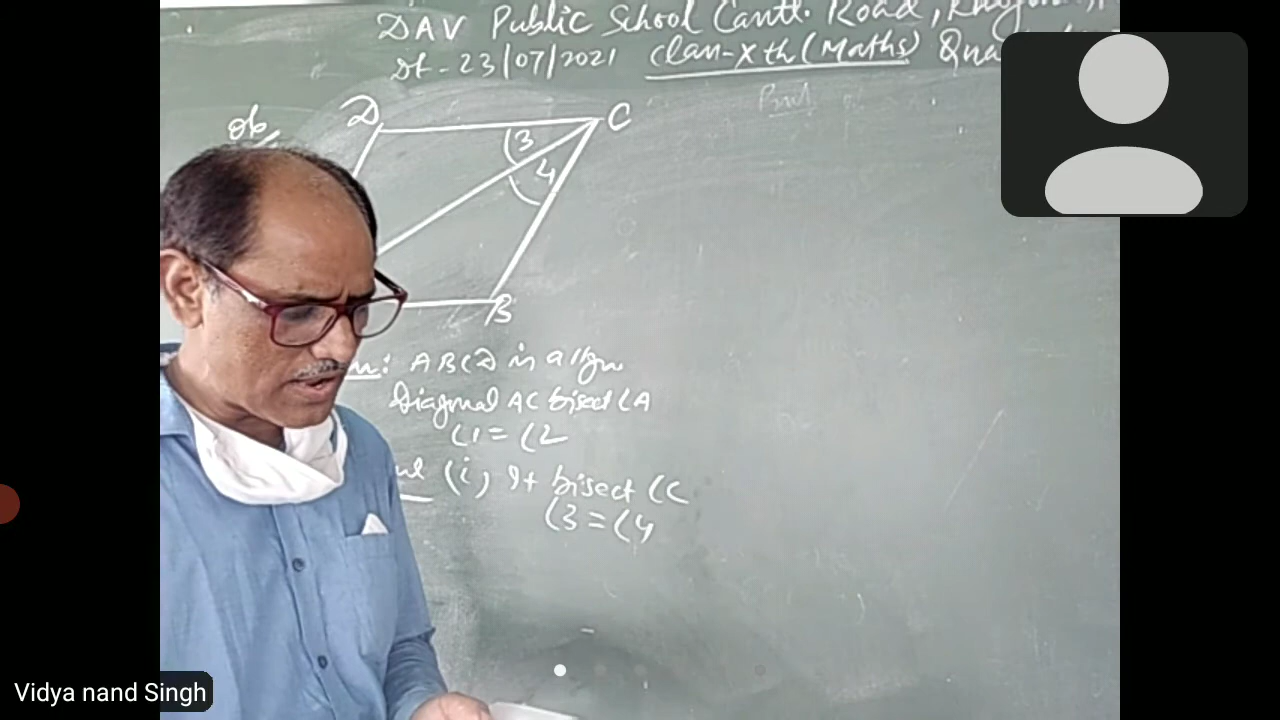 DAV Public School Cantt. Road,
Dt - 23/07/2021 Class-Xth (Maths) Qua
D C
3
4
B
: ABCD is a llgm
Diagonal AC bisect ∠A
∠1 = ∠2
(i) It bisect ∠C
∠3 = ∠4
Vidya nand Singh